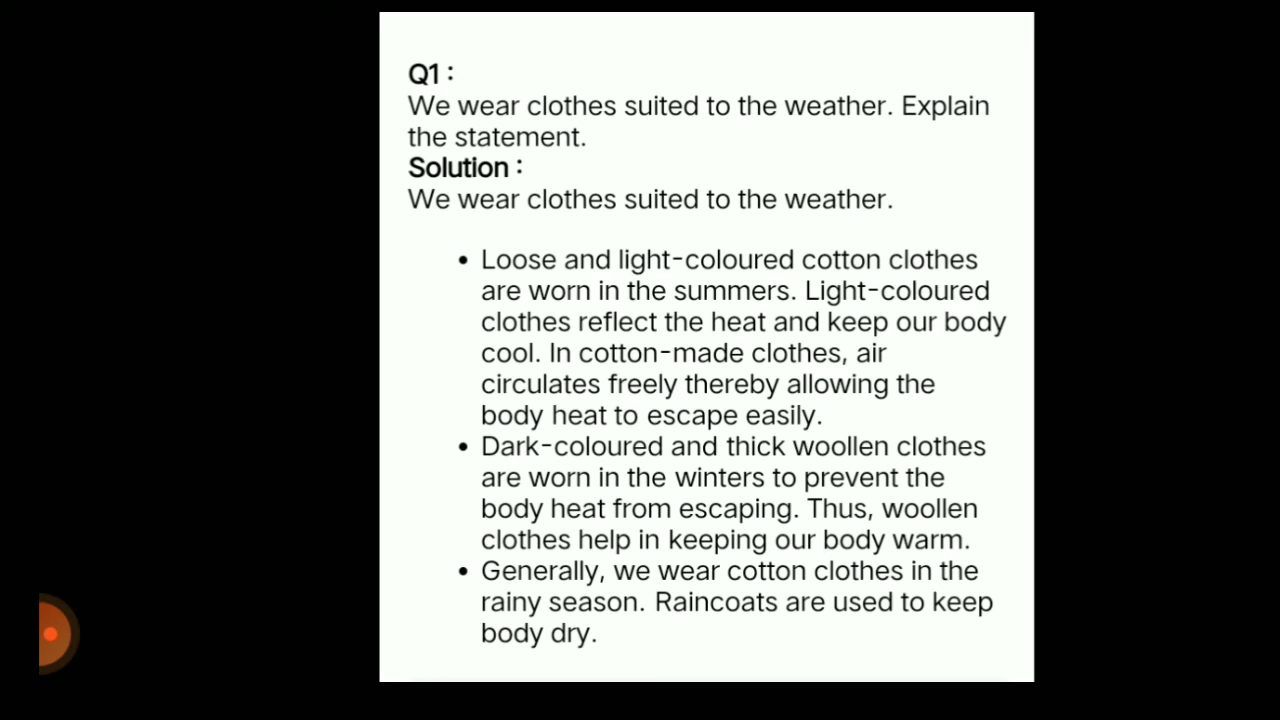 Q1 :
We wear clothes suited to the weather. Explain
the statement.
Solution :
We wear clothes suited to the weather.
• Loose and light-coloured cotton clothes
are worn in the summers. Light-coloured
clothes reflect the heat and keep our body
cool. In cotton-made clothes, air
circulates freely thereby allowing the
body heat to escape easily.
• Dark-coloured and thick woollen clothes
are worn in the winters to prevent the
body heat from escaping. Thus, woollen
clothes help in keeping our body warm.
• Generally, we wear cotton clothes in the
rainy season. Raincoats are used to keep
body dry.